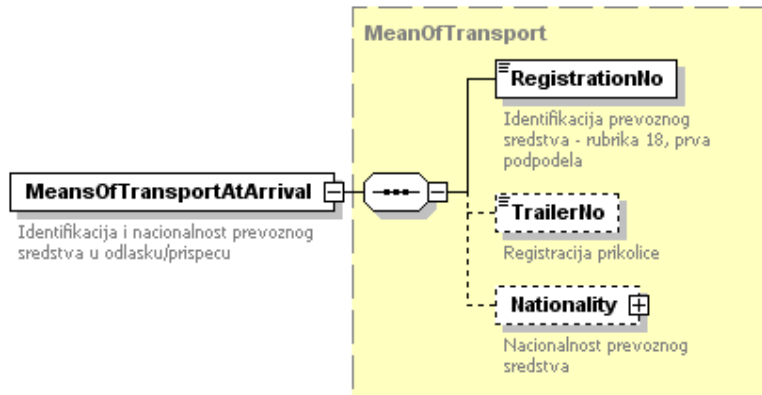 MeanOfTransport
RegistrationNo
Identifikacija prevoznog
sredstva - rubrika 18, prva
podpodela
MeansOfTransportAtArrival
Identifikacija i nacionalnost prevoznog
sredstva u odlasku/prispecu
TrailerNo
Registracija prikolice
Nationality
Nacionalnost prevoznog
sredstva